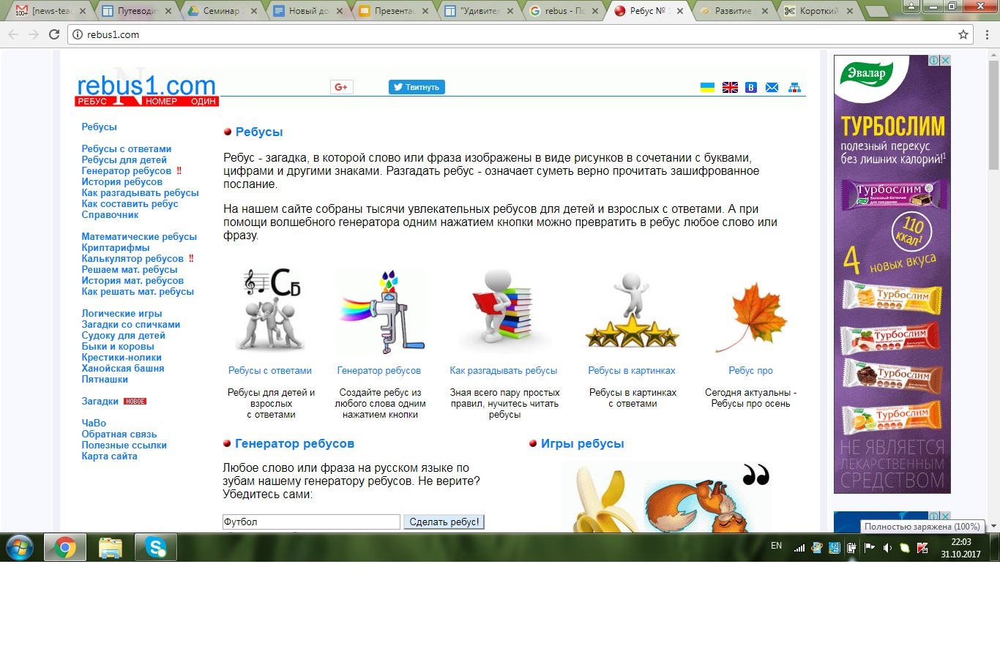 [news-tea
Путеводи
Семинар
Новый до
Презента
"Удивител
rebus - По
Ребус №
Развитие
Короткий
rebus1.com
rebus1.com
РЕБУС N НОМЕР ОДИН
G+
Твитнуть
B
Ребусы
Ребусы с ответами
Ребусы для детей
Генератор ребусов !!
История ребусов
Как разгадывать ребусы
Как составить ребус
Справочник
Математические ребусы
Криптарифмы
Калькулятор ребусов !!
Решаем мат. ребусы
История мат. ребусов
Как решать мат. ребусы
Логические игры
Загадки со спичками
Судоку для детей
Быки и коровы
Крестики-нолики
Ханойская башня
Пятнашки
Загадки НОВОЕ
ЧаВо
Обратная связь
Полезные ссылки
Карта сайта
Ребусы
Ребус - загадка, в которой слово или фраза изображены в виде рисунков в сочетании с буквами,
цифрами и другими знаками. Разгадать ребус - означает суметь верно прочитать зашифрованное
послание.
На нашем сайте собраны тысячи увлекательных ребусов для детей и взрослых с ответами. А при
помощи волшебного генератора одним нажатием кнопки можно превратить в ребус любое слово или
фразу.
СБ
Ребусы с ответами
Ребусы для детей и
взрослых
с ответами
Генератор ребусов
Создайте ребус из
любого слова одним
нажатием кнопки
Как разгадывать ребусы
Зная всего пару простых
правил, нучитесь читать
ребусы
Ребусы в картинках
Ребусы в картинках
с ответами
Ребус про
Сегодня актуальны -
Ребусы про осень
Генератор ребусов
Любое слово или фраза на русском языке по
зубам нашему генератору ребусов. Не верите?
Убедитесь сами:
Футбол
Сделать ребус!
Игры ребусы
❟❟
Эвалар
ТУРБОСЛИМ
полезный перекус
без лишних калорий!¹
Турбослим
110
ккал¹
4 новых вкуса
Турбослим
Турбослим
Турбослим
Турбослим
НЕ ЯВЛЯЕТСЯ
ЛЕКАРСТВЕННЫМ
СРЕДСТВОМ
Полностью заряжена (100%)
EN
22:03
31.10.2017